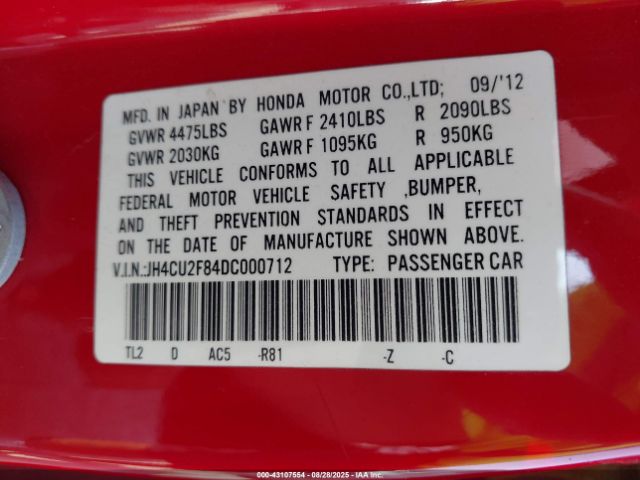 MFD. IN JAPAN BY HONDA MOTOR CO.,LTD; 09/'12
GVWR 4475LBS GAWR F 2410LBS R 2090LBS
GVWR 2030KG GAWR F 1095KG R 950KG
THIS VEHICLE CONFORMS TO ALL APPLICABLE
FEDERAL MOTOR VEHICLE SAFETY ,BUMPER,
AND THEFT PREVENTION STANDARDS IN EFFECT
ON THE DATE OF MANUFACTURE SHOWN ABOVE.
V.I.N.:JH4CU2F84DC000712 TYPE: PASSENGER CAR
TL2 D AC5 -R81 -Z -C
000-43107554 | 08/28/2025 - IAA Inc.